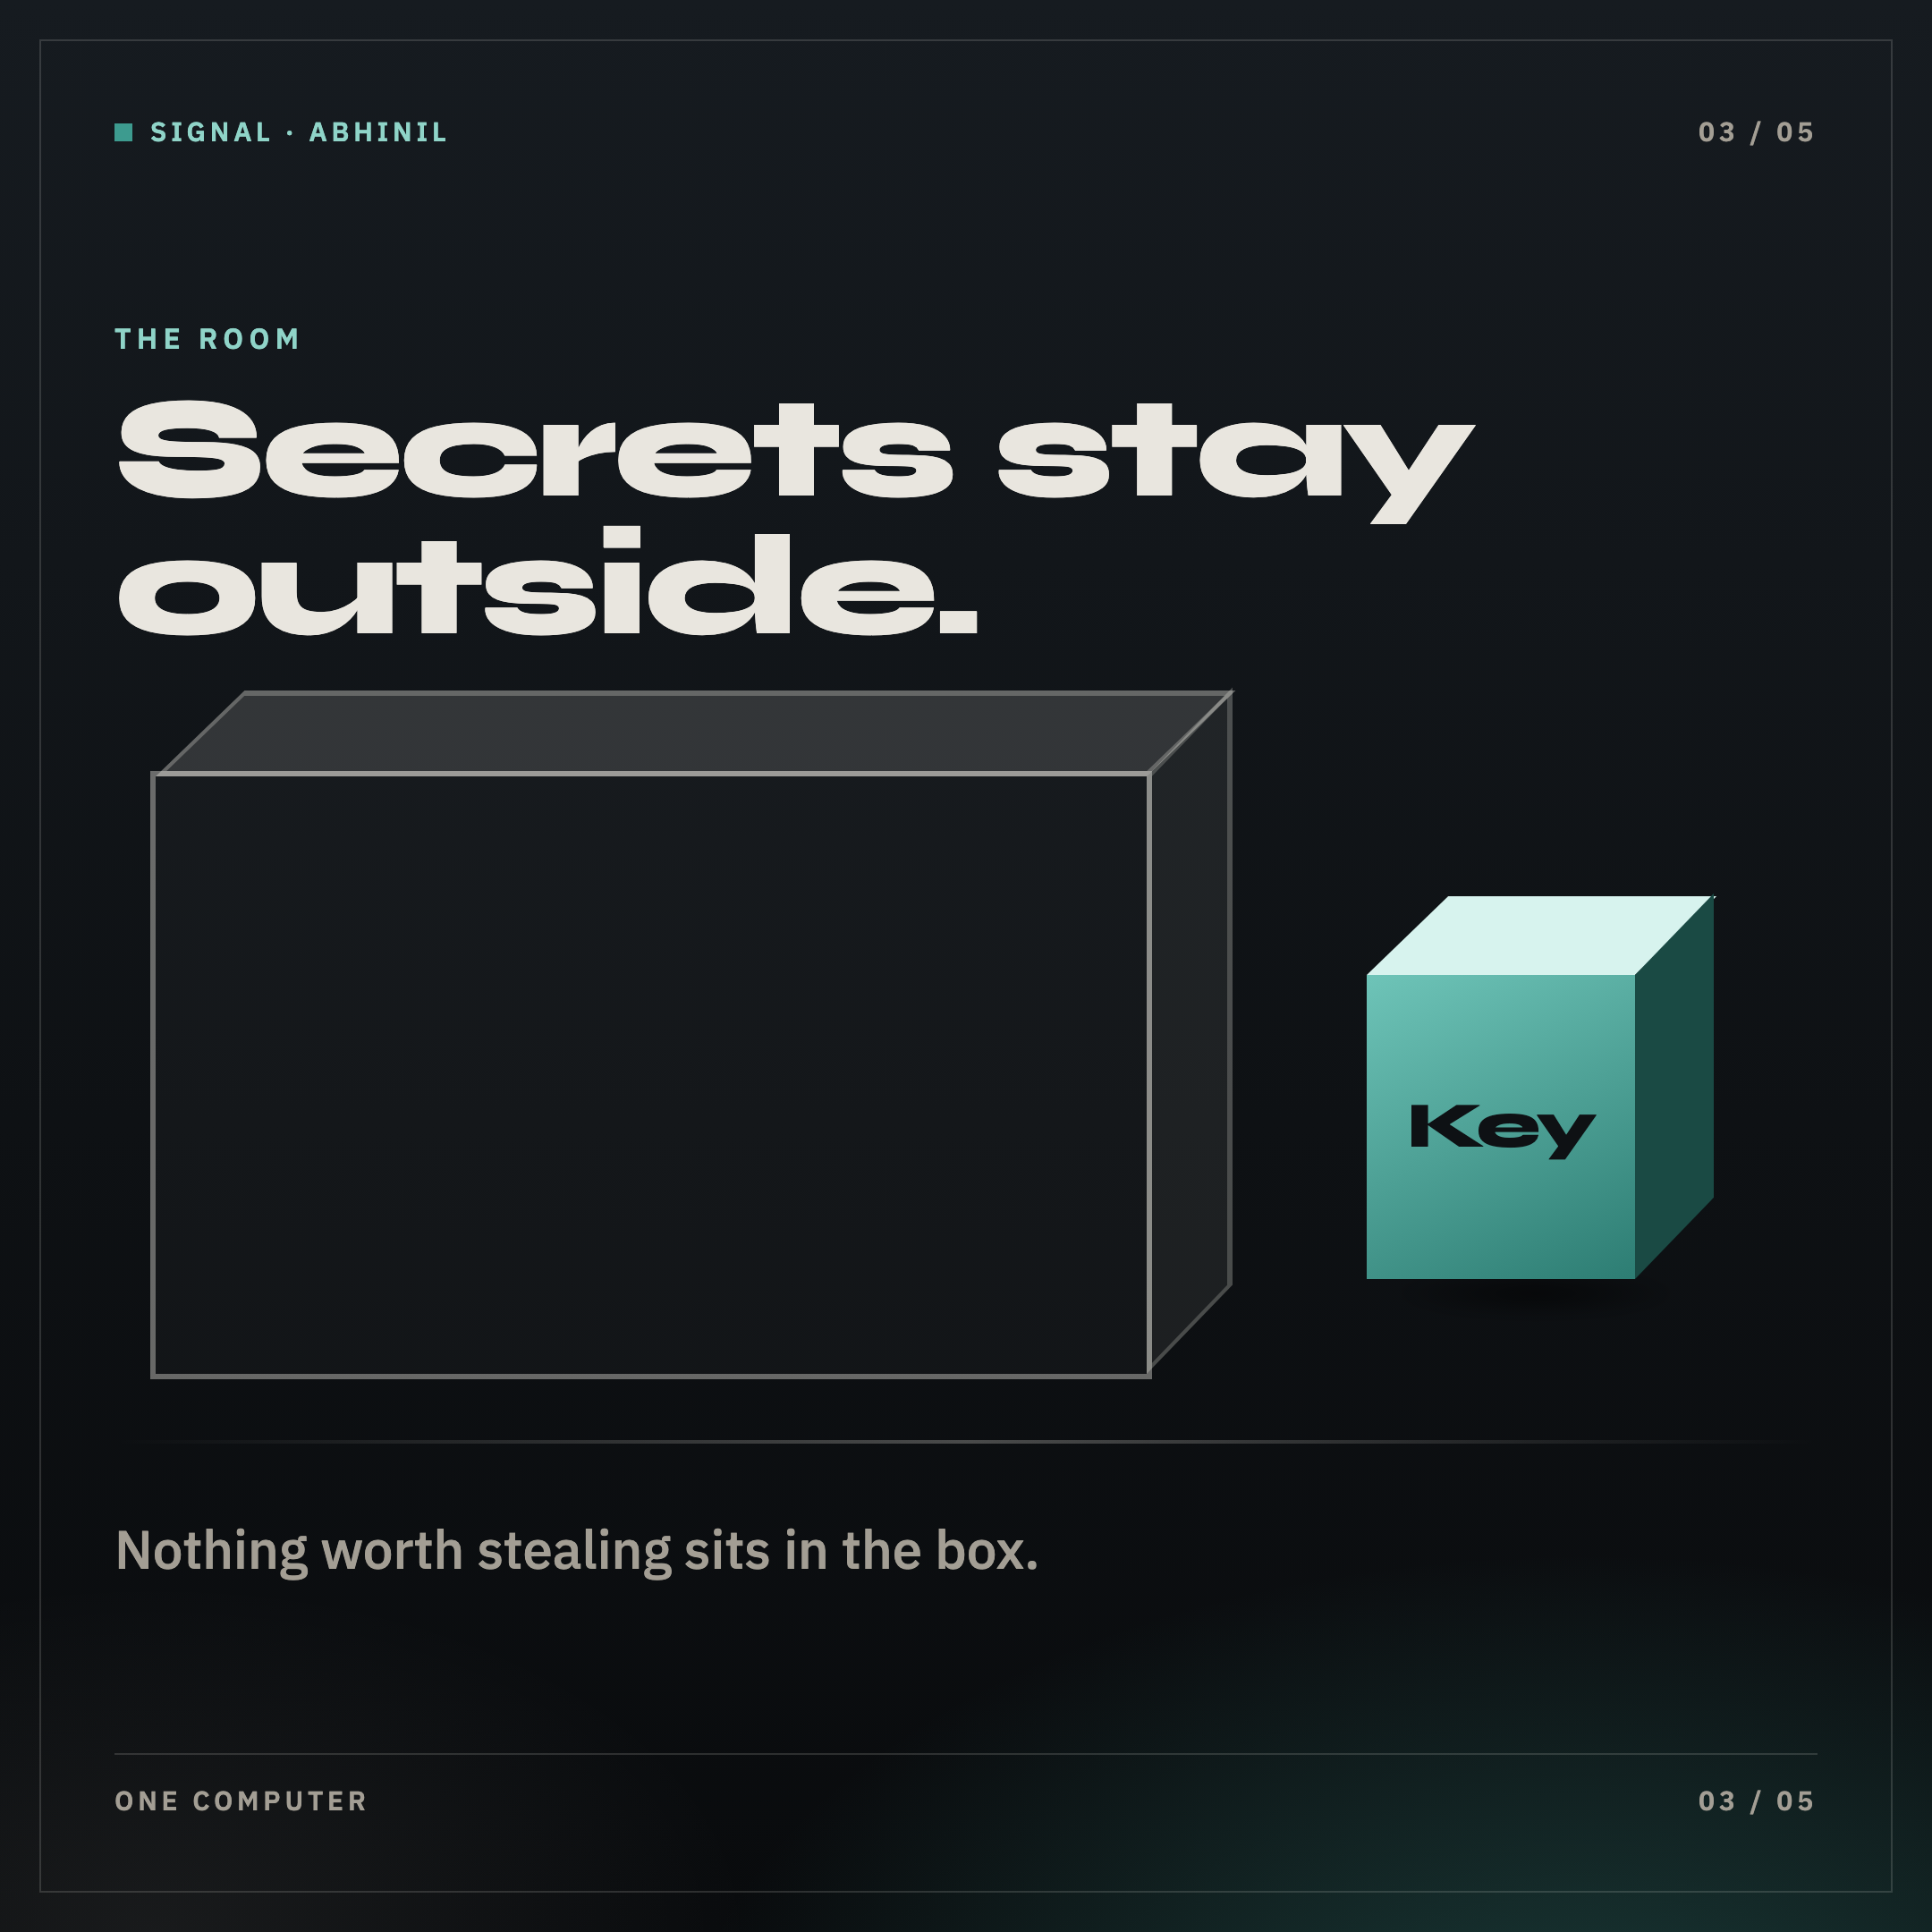 SIGNAL · ABHINIL
03 / 05
THE ROOM
Secrets stay
outside.
Key
Nothing worth stealing sits in the box.
ONE COMPUTER
03 / 05